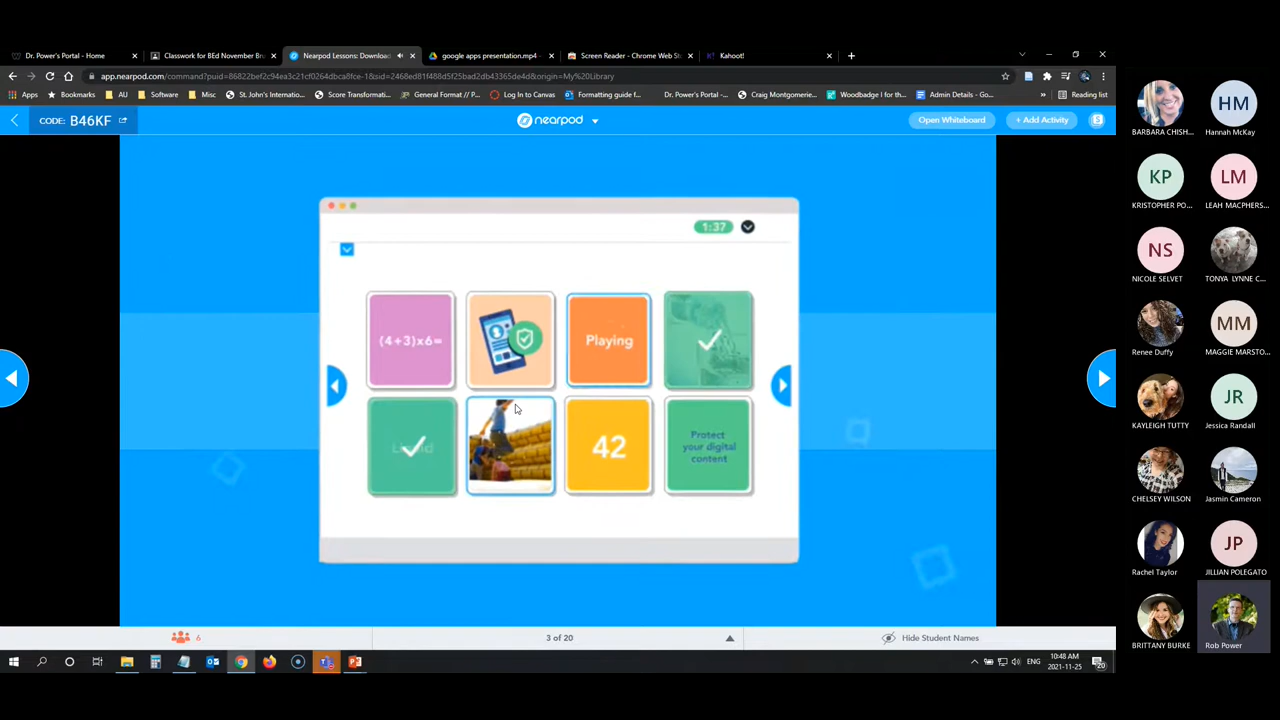 Dr. Power's Portal - Home
Classwork for BEd November Bru
Nearpod Lessons: Download
google apps presentation.mp4 -
Screen Reader - Chrome Web St
Kahoot!
app.nearpod.com/command?puid=86822bef2c94ea3c21cf0264dbca8fce-1&sid=2468ed81f488d5f25bad2db43365de4d&origin=My%20Library
Apps
Bookmarks
AU
Software
Misc
St. John's Internatio...
Score Transformati...
General Format // P...
Log In to Canvas
Formatting guide f...
Dr. Power's Portal -...
Craig Montgomerie...
Woodbadge I for th...
Admin Details - Go...
»
Reading list
CODE: B46KF
nearpod
Open Whiteboard
+ Add Activity
S
1:37
(4+3)x6=
Playing
42
Protect
your digital
content
6
3 of 20
Hide Student Names
ENG
10:48 AM
2021-11-25
20
BARBARA CHISH...
HM
Hannah McKay
KP
KRISTOPHER PO...
LM
LEAH MACPHERS...
NS
NICOLE SELVET
TONYA LYNNE C...
Renee Duffy
MM
MAGGIE MARSTO...
KAYLEIGH TUTTY
JR
Jessica Randall
CHELSEY WILSON
Jasmin Cameron
Rachel Taylor
JP
JILLIAN POLEGATO
BRITTANY BURKE
Rob Power